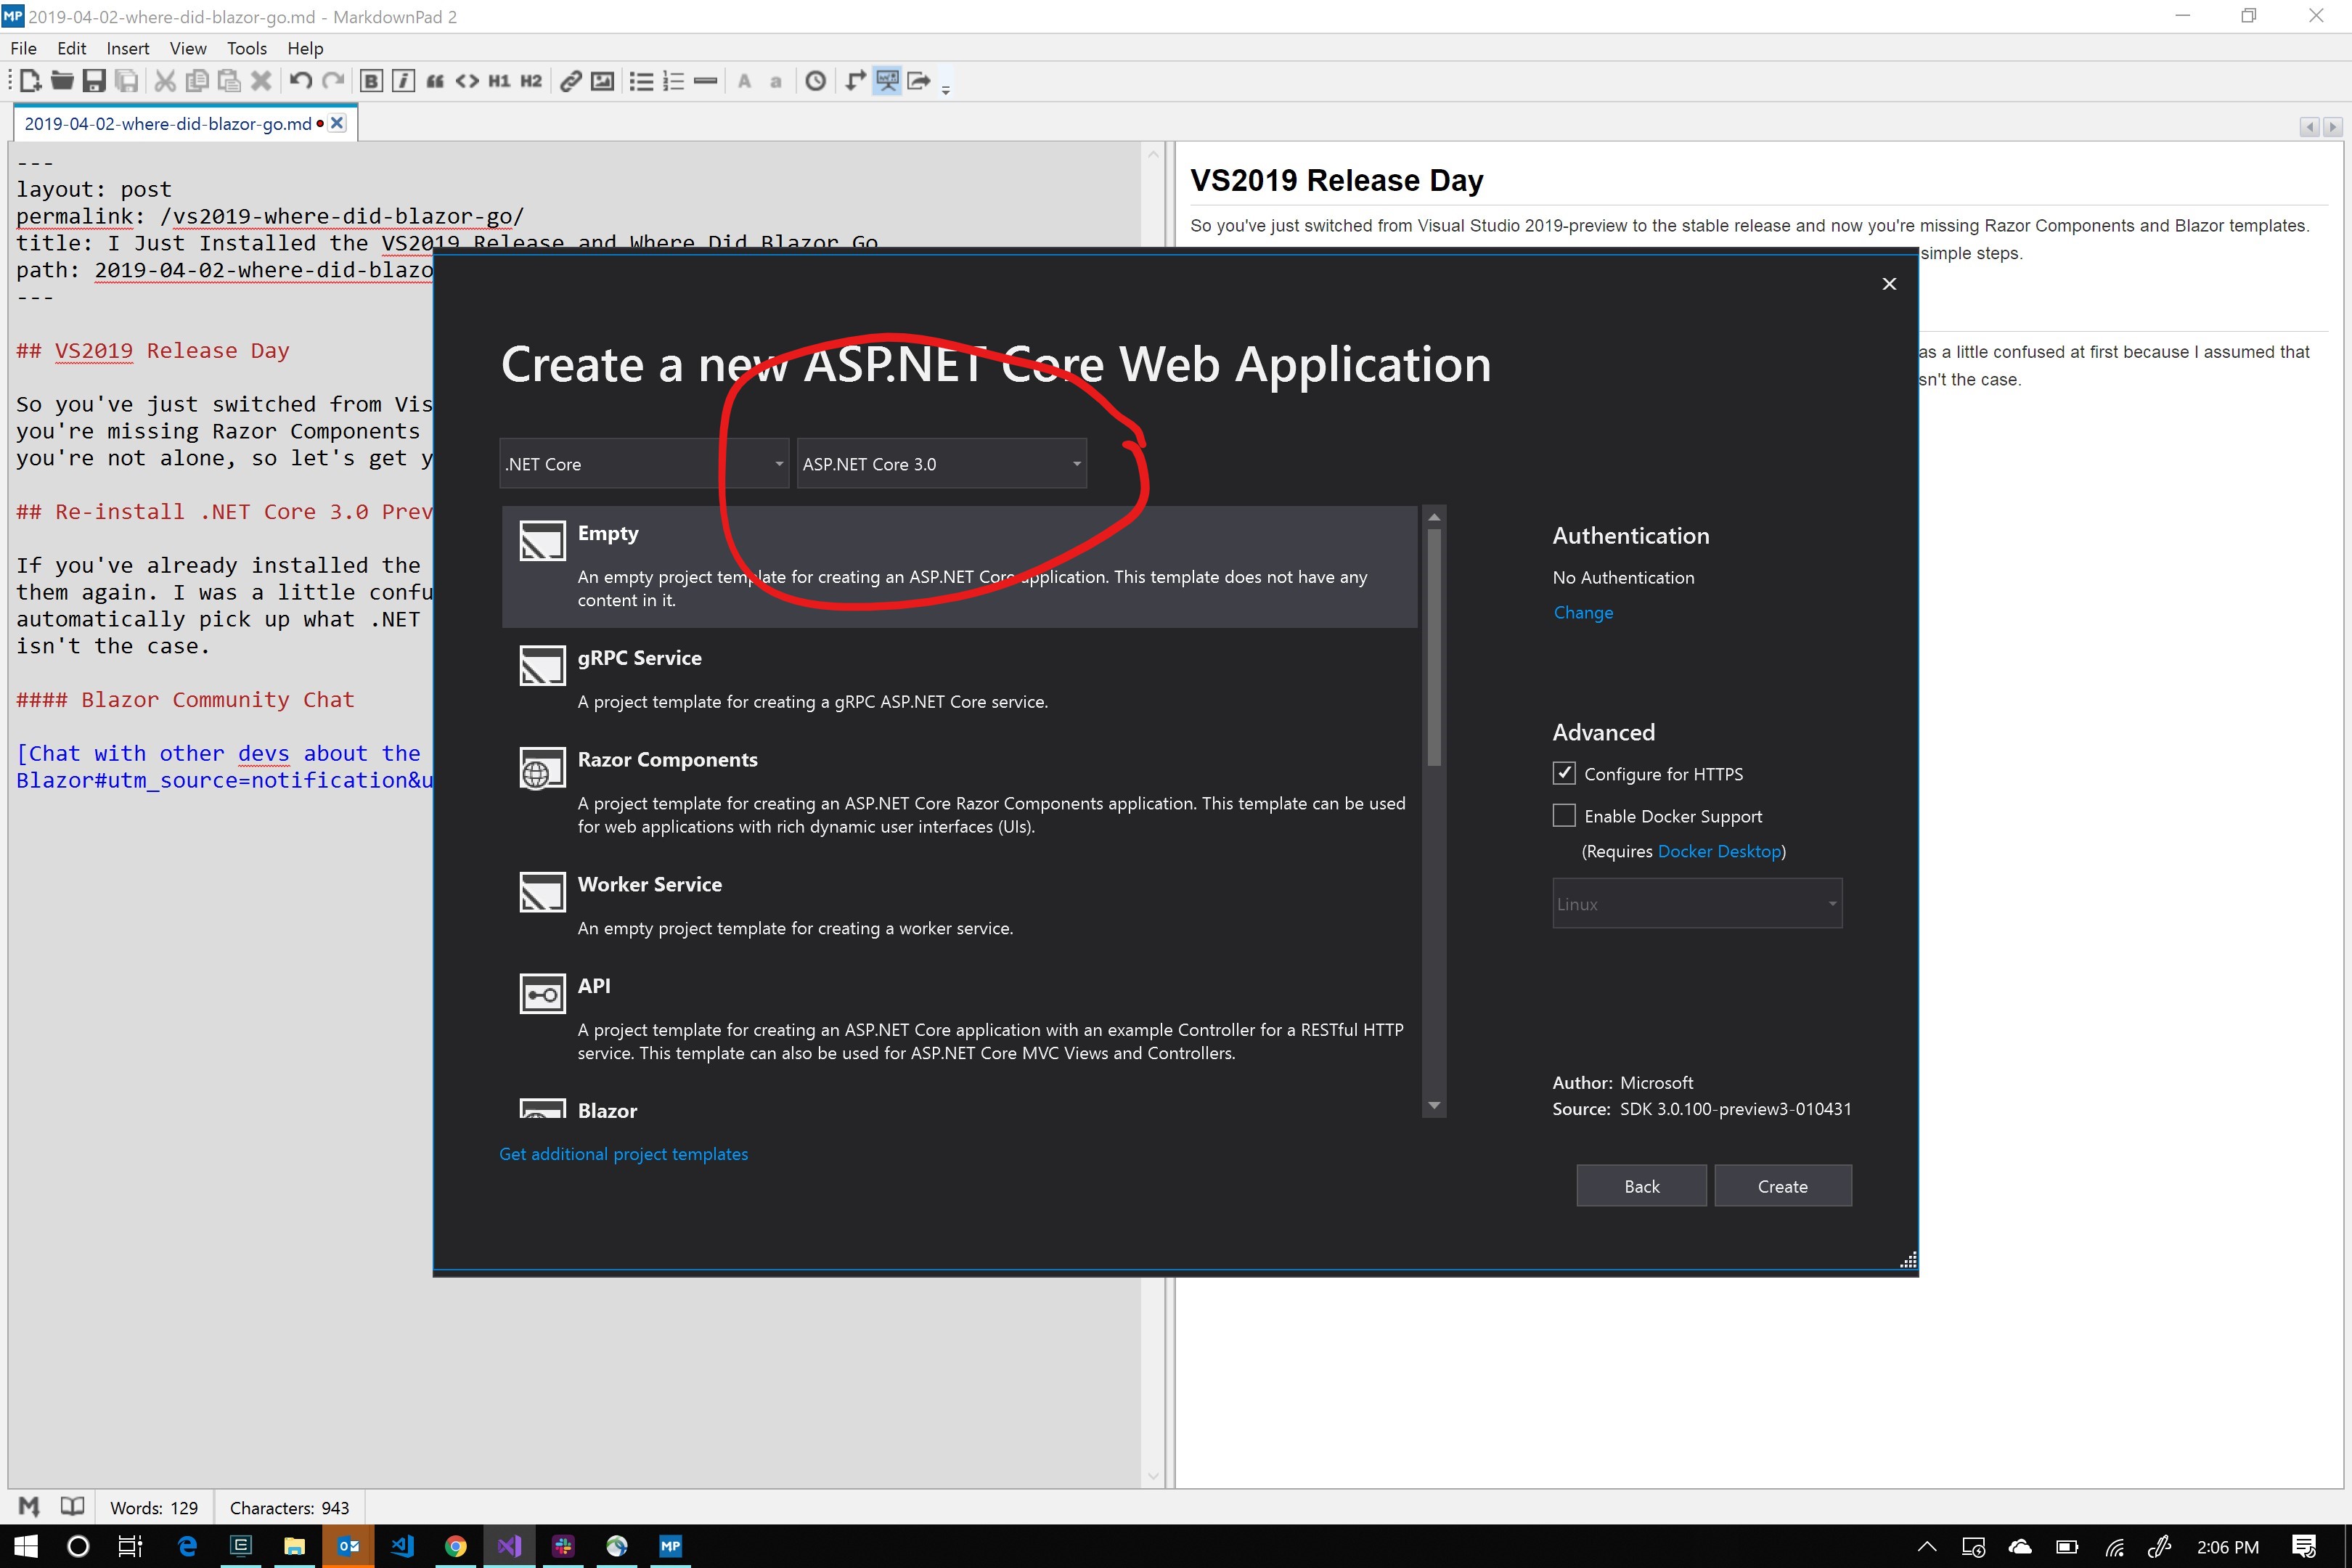 MP 2019-04-02-where-did-blazor-go.md - MarkdownPad 2
File Edit Insert View Tools Help
B i H1 H2 A a
2019-04-02-where-did-blazor-go.md
---
layout: post
permalink: /vs2019-where-did-blazor-go/
title: I Just Installed the VS2019 Release and Where Did Blazor Go
path: 2019-04-02-where-did-blazo
---
## VS2019 Release Day
So you've just switched from Vis
you're missing Razor Components
you're not alone, so let's get y
## Re-install .NET Core 3.0 Prev
If you've already installed the
them again. I was a little confu
automatically pick up what .NET
isn't the case.
#### Blazor Community Chat
[Chat with other devs about the
Blazor#utm_source=notification&u
VS2019 Release Day
So you've just switched from Visual Studio 2019-preview to the stable release and now you're missing Razor Components and Blazor templates.
simple steps.
as a little confused at first because I assumed that
sn't the case.
Create a new ASP.NET Core Web Application
.NET Core
ASP.NET Core 3.0
Empty
An empty project template for creating an ASP.NET Core application. This template does not have any
content in it.
gRPC Service
A project template for creating a gRPC ASP.NET Core service.
Razor Components
A project template for creating an ASP.NET Core Razor Components application. This template can be used
for web applications with rich dynamic user interfaces (UIs).
Worker Service
An empty project template for creating a worker service.
API
A project template for creating an ASP.NET Core application with an example Controller for a RESTful HTTP
service. This template can also be used for ASP.NET Core MVC Views and Controllers.
Blazor
Get additional project templates
Authentication
No Authentication
Change
Advanced
Configure for HTTPS
Enable Docker Support
(Requires Docker Desktop)
Linux
Author: Microsoft
Source: SDK 3.0.100-preview3-010431
Back
Create
Words: 129 Characters: 943
MP
2:06 PM